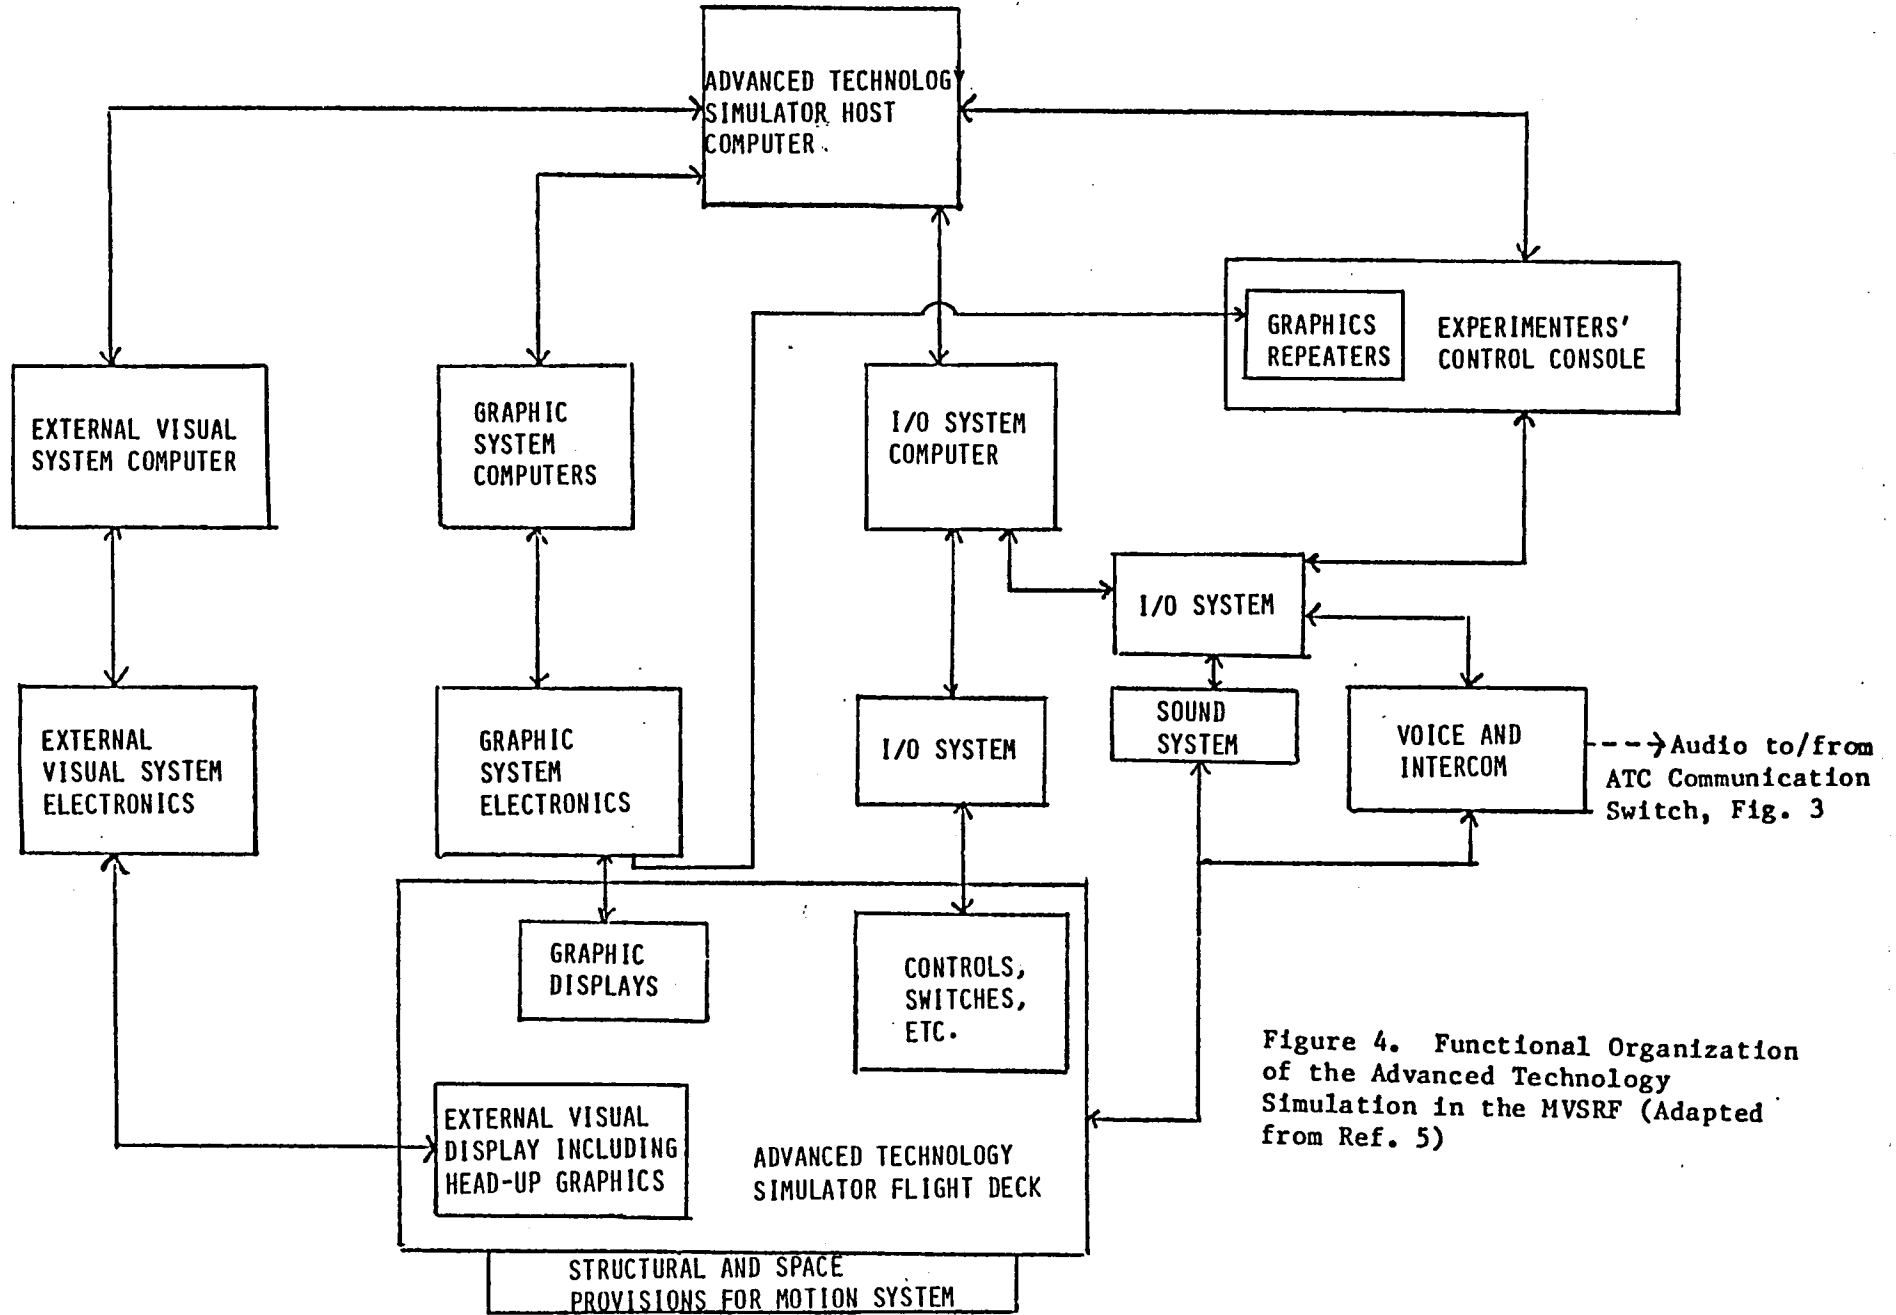 ADVANCED TECHNOLOG
SIMULATOR HOST
COMPUTER
GRAPHICS
REPEATERS
EXPERIMENTERS'
CONTROL CONSOLE
EXTERNAL VISUAL
SYSTEM COMPUTER
GRAPHIC
SYSTEM
COMPUTERS
I/O SYSTEM
COMPUTER
I/O SYSTEM
EXTERNAL
VISUAL SYSTEM
ELECTRONICS
GRAPHIC
SYSTEM
ELECTRONICS
I/O SYSTEM
SOUND
SYSTEM
VOICE AND
INTERCOM
Audio to/from
ATC Communication
Switch, Fig. 3
GRAPHIC
DISPLAYS
CONTROLS,
SWITCHES,
ETC.
EXTERNAL VISUAL
DISPLAY INCLUDING
HEAD-UP GRAPHICS
ADVANCED TECHNOLOGY
SIMULATOR FLIGHT DECK
STRUCTURAL AND SPACE
PROVISIONS FOR MOTION SYSTEM
Figure 4. Functional Organization
of the Advanced Technology
Simulation in the MVSRF (Adapted
from Ref. 5)